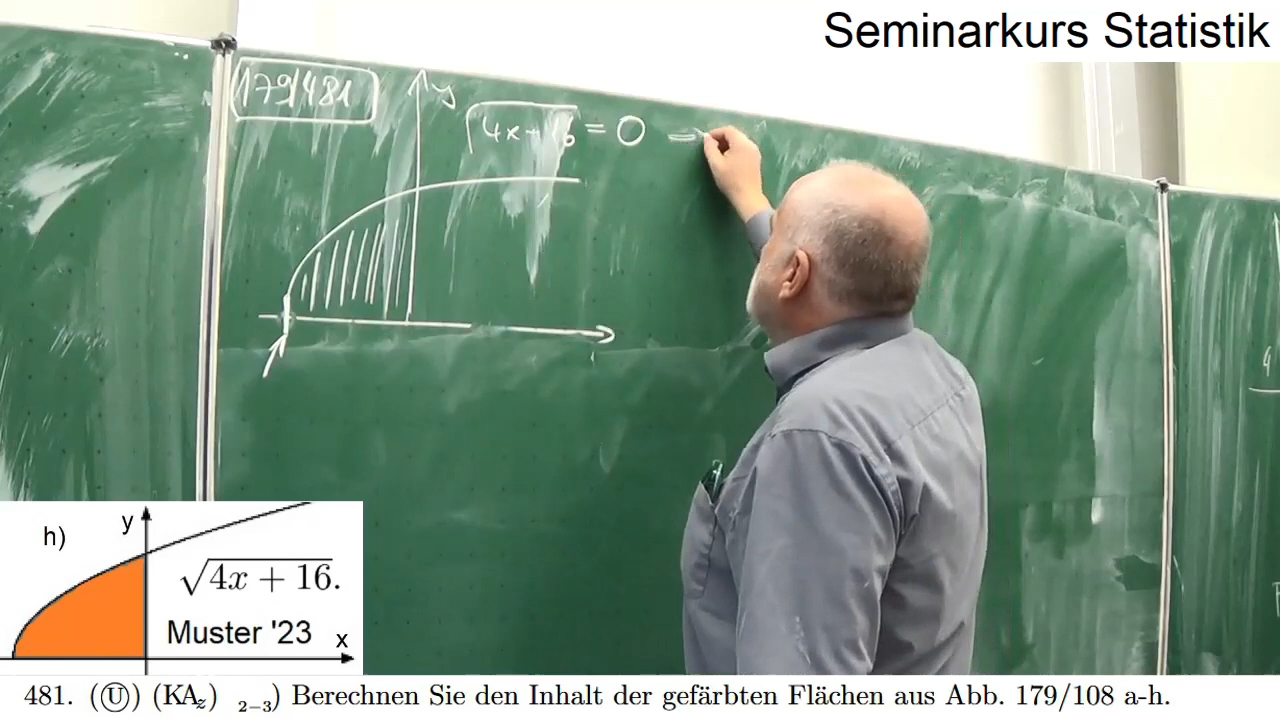 Seminarkurs Statistik
179/481
y
√4x+16 = 0 =>
h)
y
√4x + 16.
Muster '23
x
481. (Ⓤ) (KA_z) 2−3) Berechnen Sie den Inhalt der gefärbten Flächen aus Abb. 179/108 a-h.